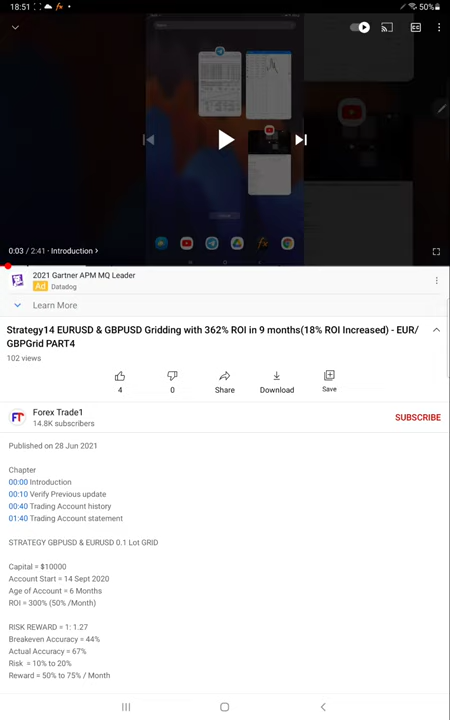 18:51
50%
0:03 / 2:41 · Introduction >
2021 Gartner APM MQ Leader
Ad Datadog
Learn More
Strategy14 EURUSD & GBPUSD Gridding with 362% ROI in 9 months(18% ROI Increased) - EUR/
GBPGrid PART4
102 views
4 0 Share Download Save
FT Forex Trade1
14.8K subscribers
SUBSCRIBE
Published on 28 Jun 2021
Chapter
00:00 Introduction
00:10 Verify Previous update
00:40 Trading Account history
01:40 Trading Account statement
STRATEGY GBPUSD & EURUSD 0.1 Lot GRID
Capital = $10000
Account Start = 14 Sept 2020
Age of Account = 6 Months
ROI = 300% (50% /Month)
RISK REWARD = 1: 1.27
Breakeven Accuracy = 44%
Actual Accuracy = 67%
Risk = 10% to 20%
Reward = 50% to 75% / Month